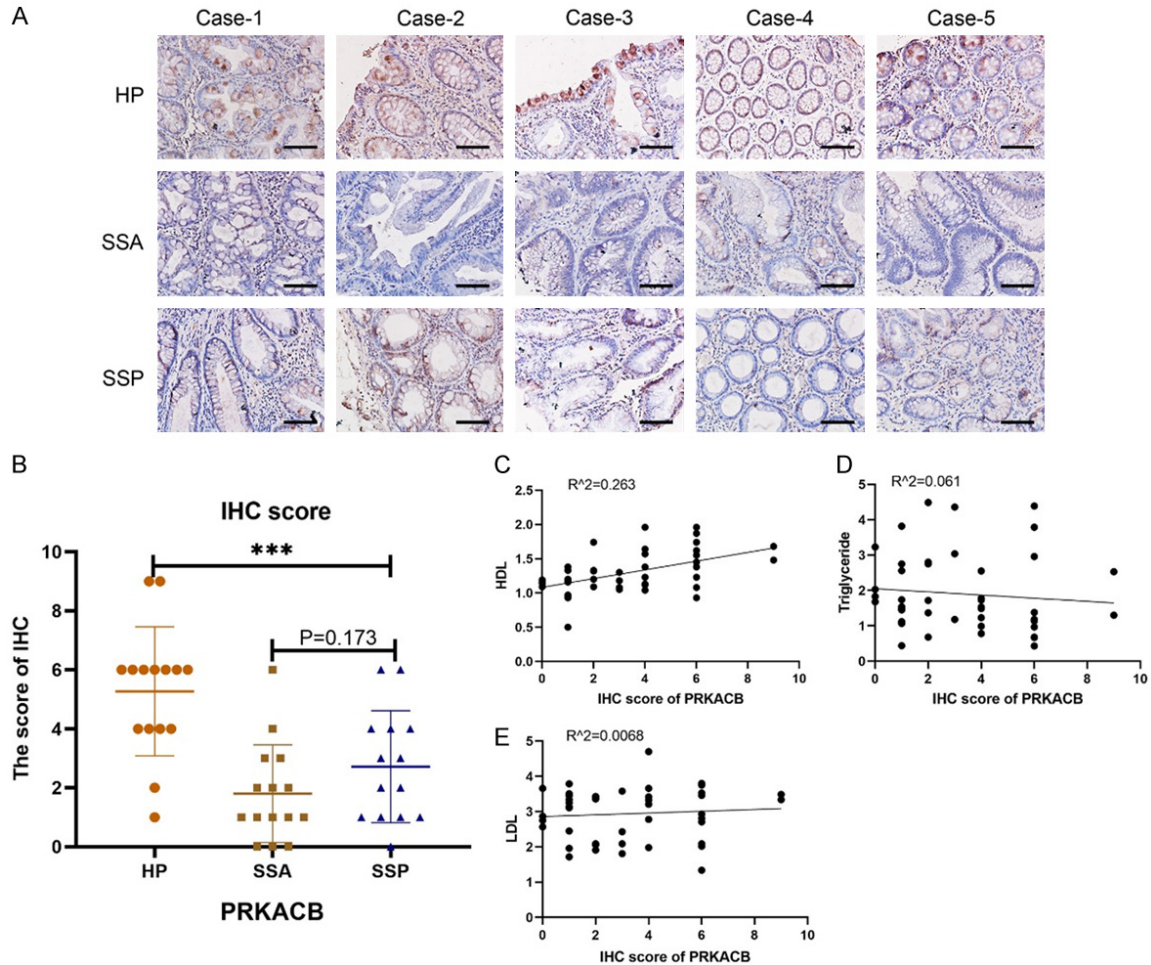 A
Case-1 Case-2 Case-3 Case-4 Case-5
HP
SSA
SSP
B
IHC score
***
P=0.173
The score of IHC
10
8
6
4
2
0
HP SSA SSP
PRKACB
C
R^2=0.263
HDL
2.5
2.0
1.5
1.0
0.5
0.0
0 2 4 6 8 10
IHC score of PRKACB
D
R^2=0.061
Triglyceride
5
4
3
2
1
0
0 2 4 6 8 10
IHC score of PRKACB
E
R^2=0.0068
LDL
5
4
3
2
1
0
0 2 4 6 8 10
IHC score of PRKACB